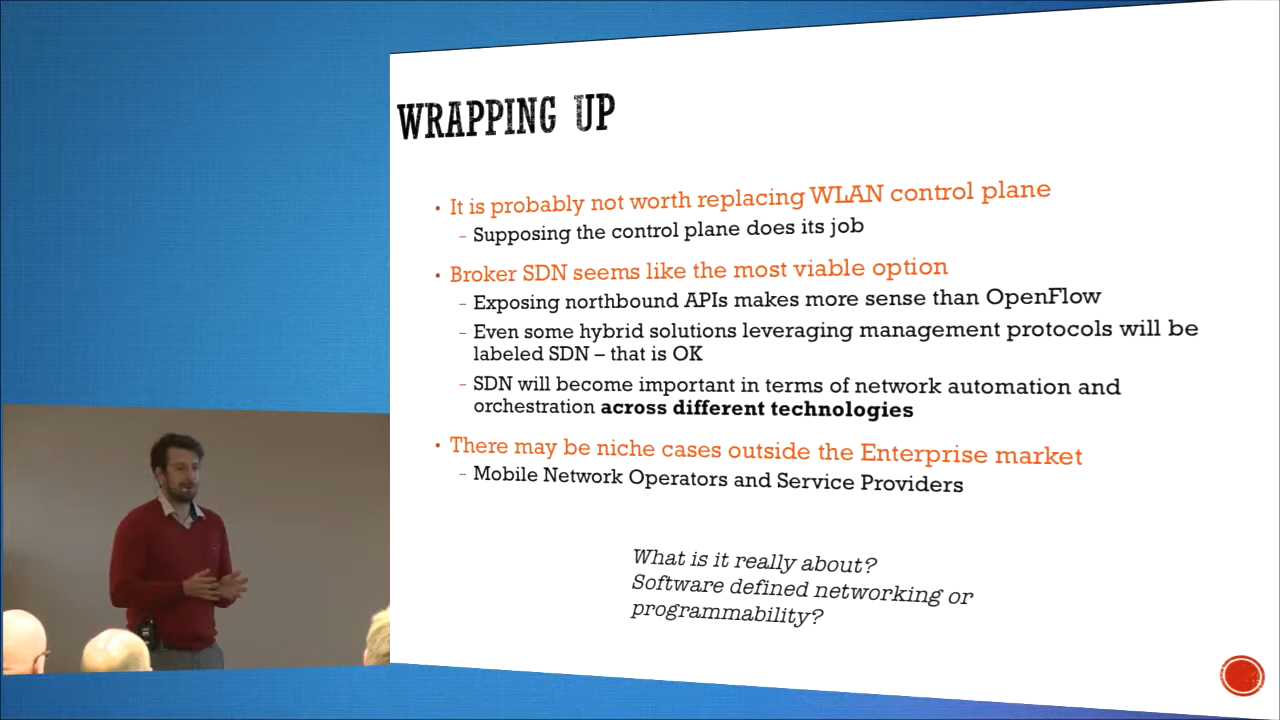 WRAPPING UP
• It is probably not worth replacing WLAN control plane
– Supposing the control plane does its job
• Broker SDN seems like the most viable option
– Exposing northbound APIs makes more sense than OpenFlow
– Even some hybrid solutions leveraging management protocols will be
labeled SDN – that is OK
– SDN will become important in terms of network automation and
orchestration across different technologies
• There may be niche cases outside the Enterprise market
– Mobile Network Operators and Service Providers
What is it really about?
Software defined networking or
programmability?